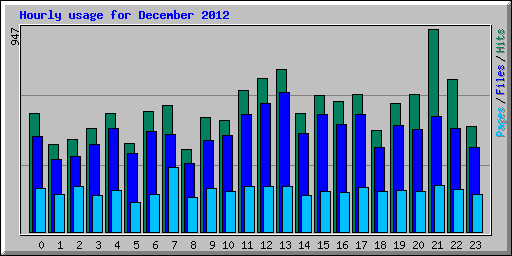 Hourly usage for December 2012
947
Pages / Files / Hits
0 1 2 3 4 5 6 7 8 9 10 11 12 13 14 15 16 17 18 19 20 21 22 23